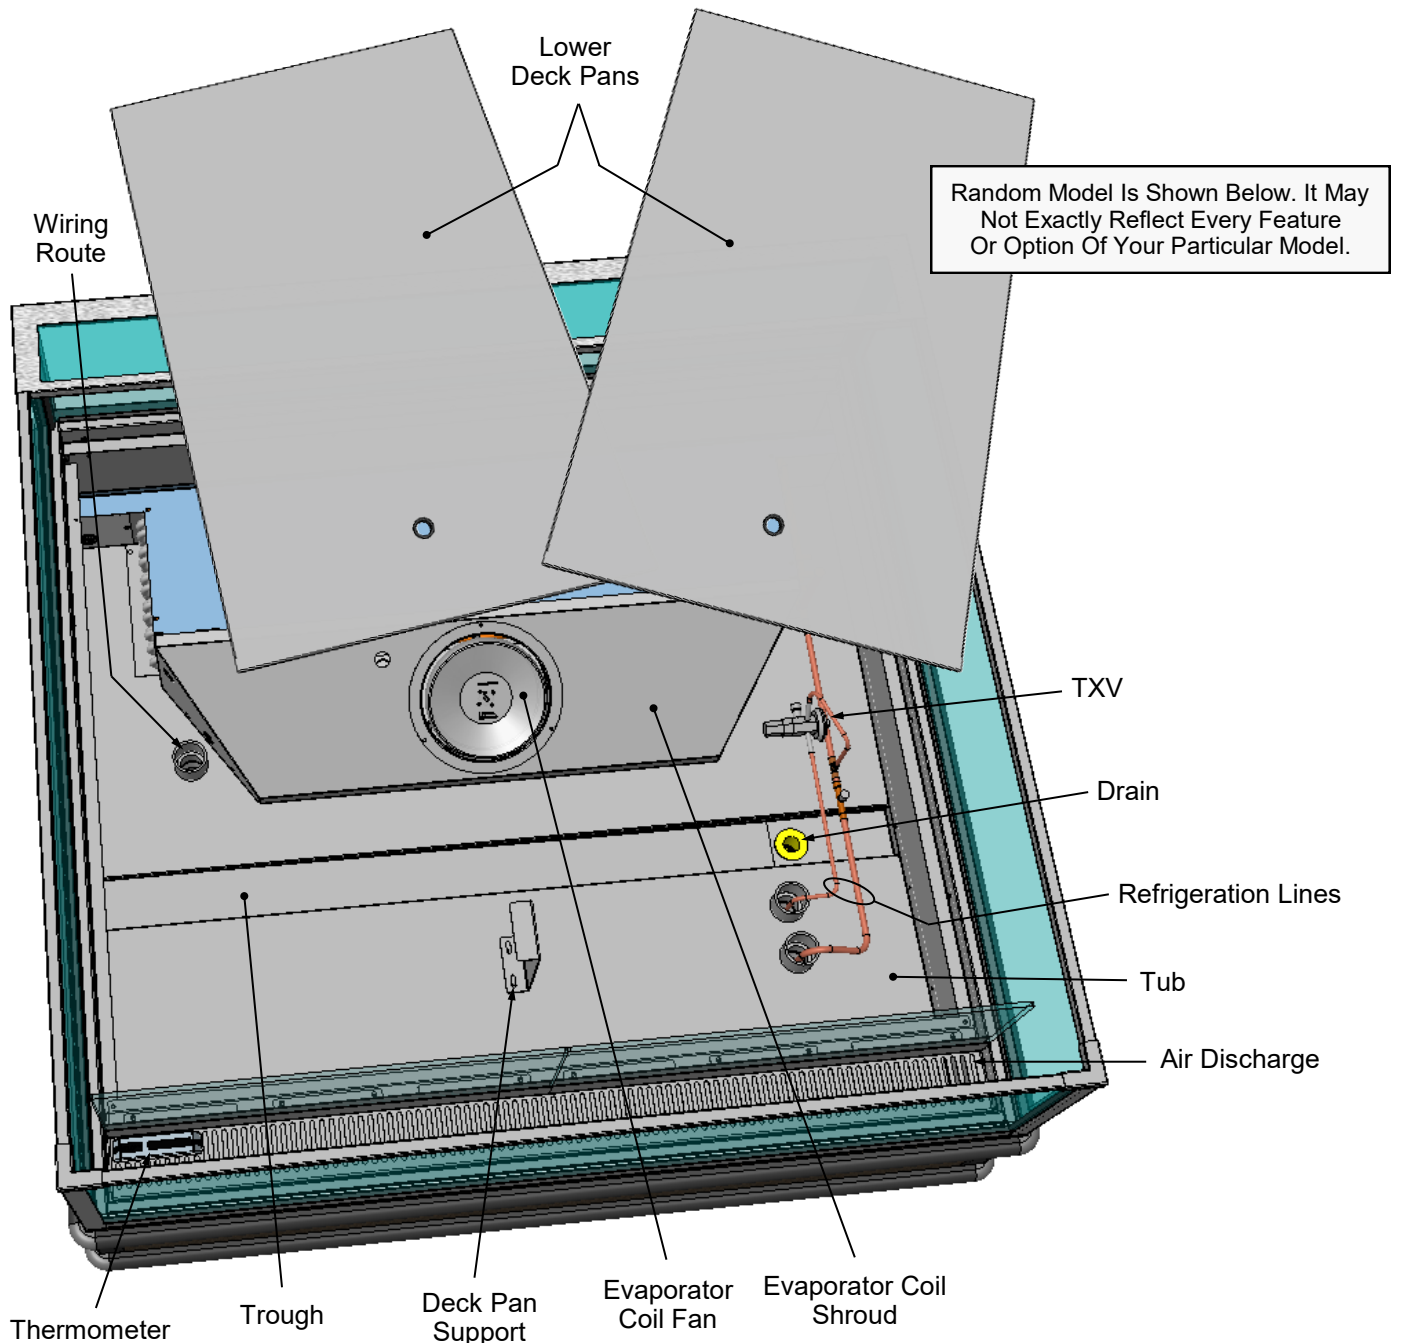 Lower
Deck Pans
Random Model Is Shown Below. It May
Not Exactly Reflect Every Feature
Or Option Of Your Particular Model.
Wiring
Route
TXV
Drain
Refrigeration Lines
Tub
Air Discharge
Thermometer
Trough
Deck Pan
Support
Evaporator
Coil Fan
Evaporator Coil
Shroud